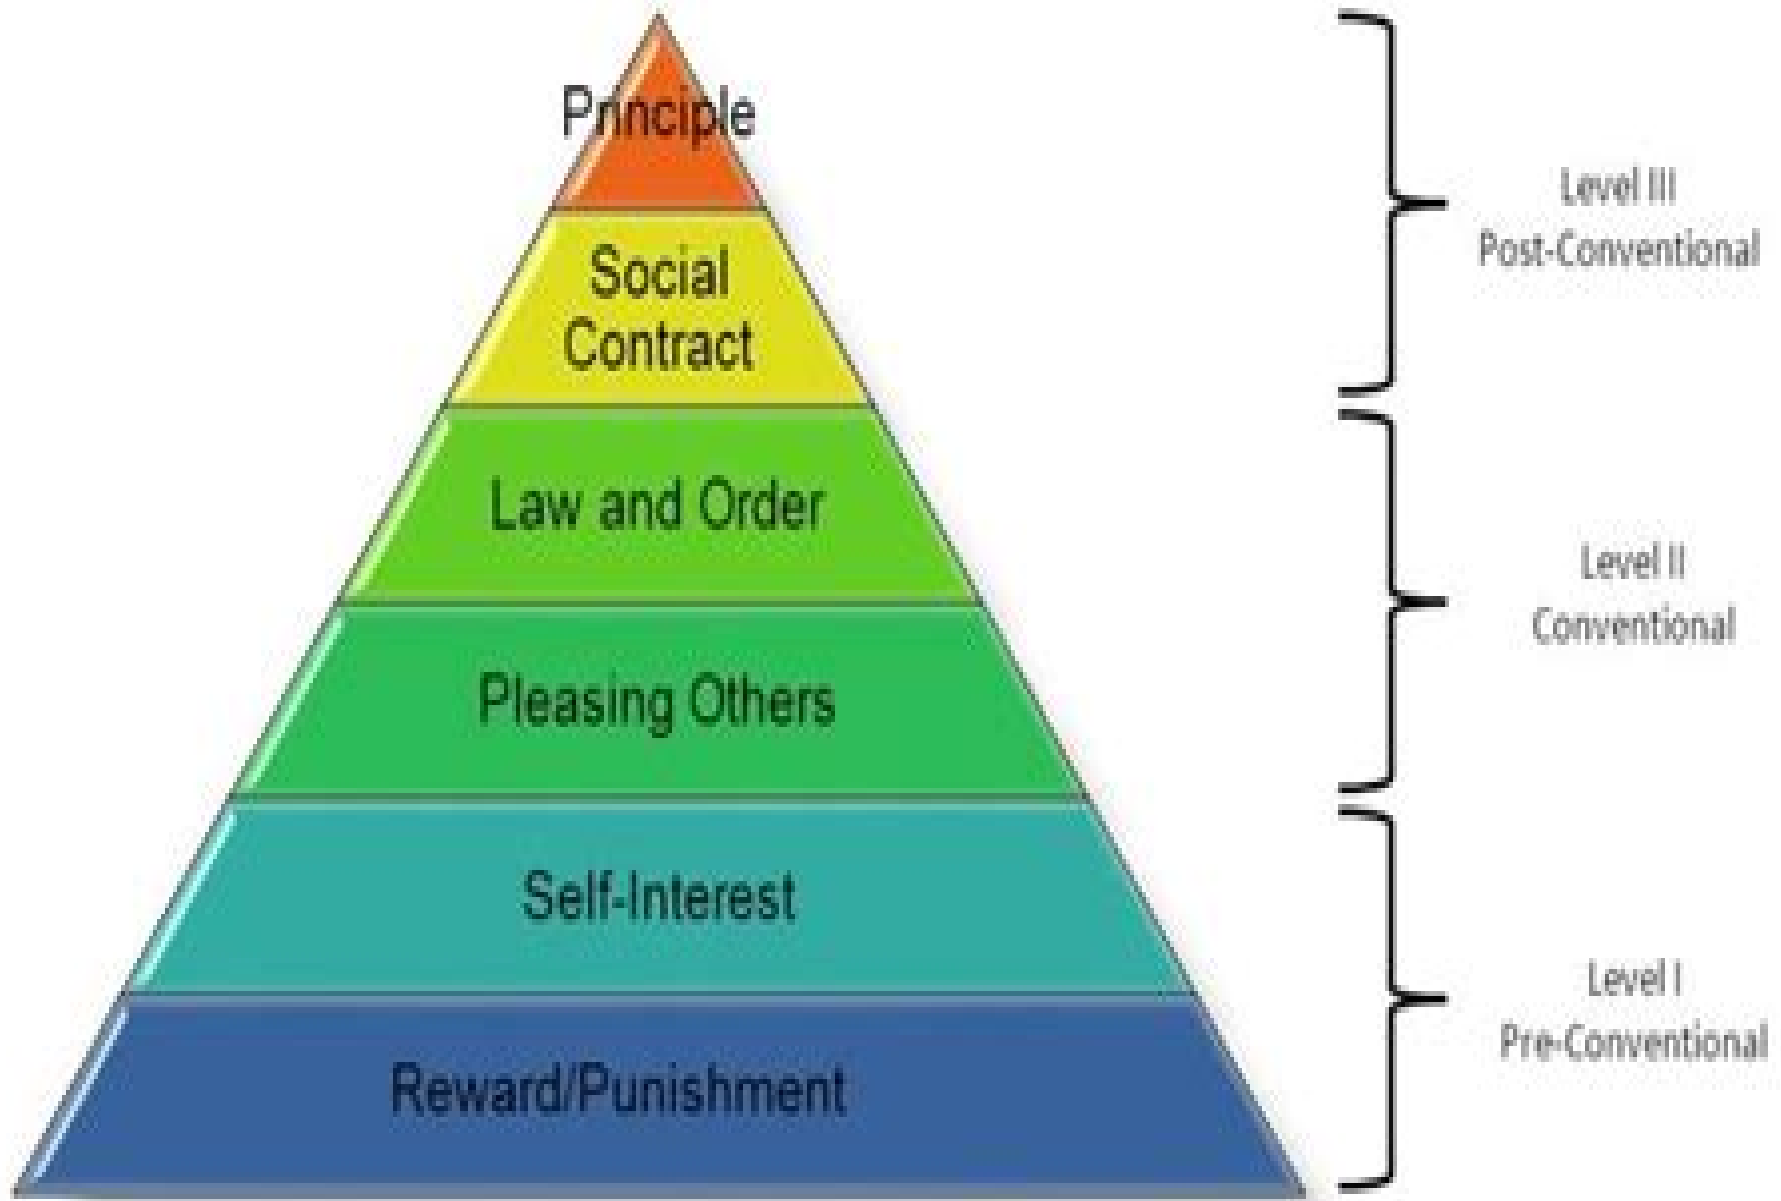 Principle
Social
Contract
Law and Order
Pleasing Others
Self-Interest
Reward/Punishment
Level III
Post-Conventional
Level II
Conventional
Level I
Pre-Conventional